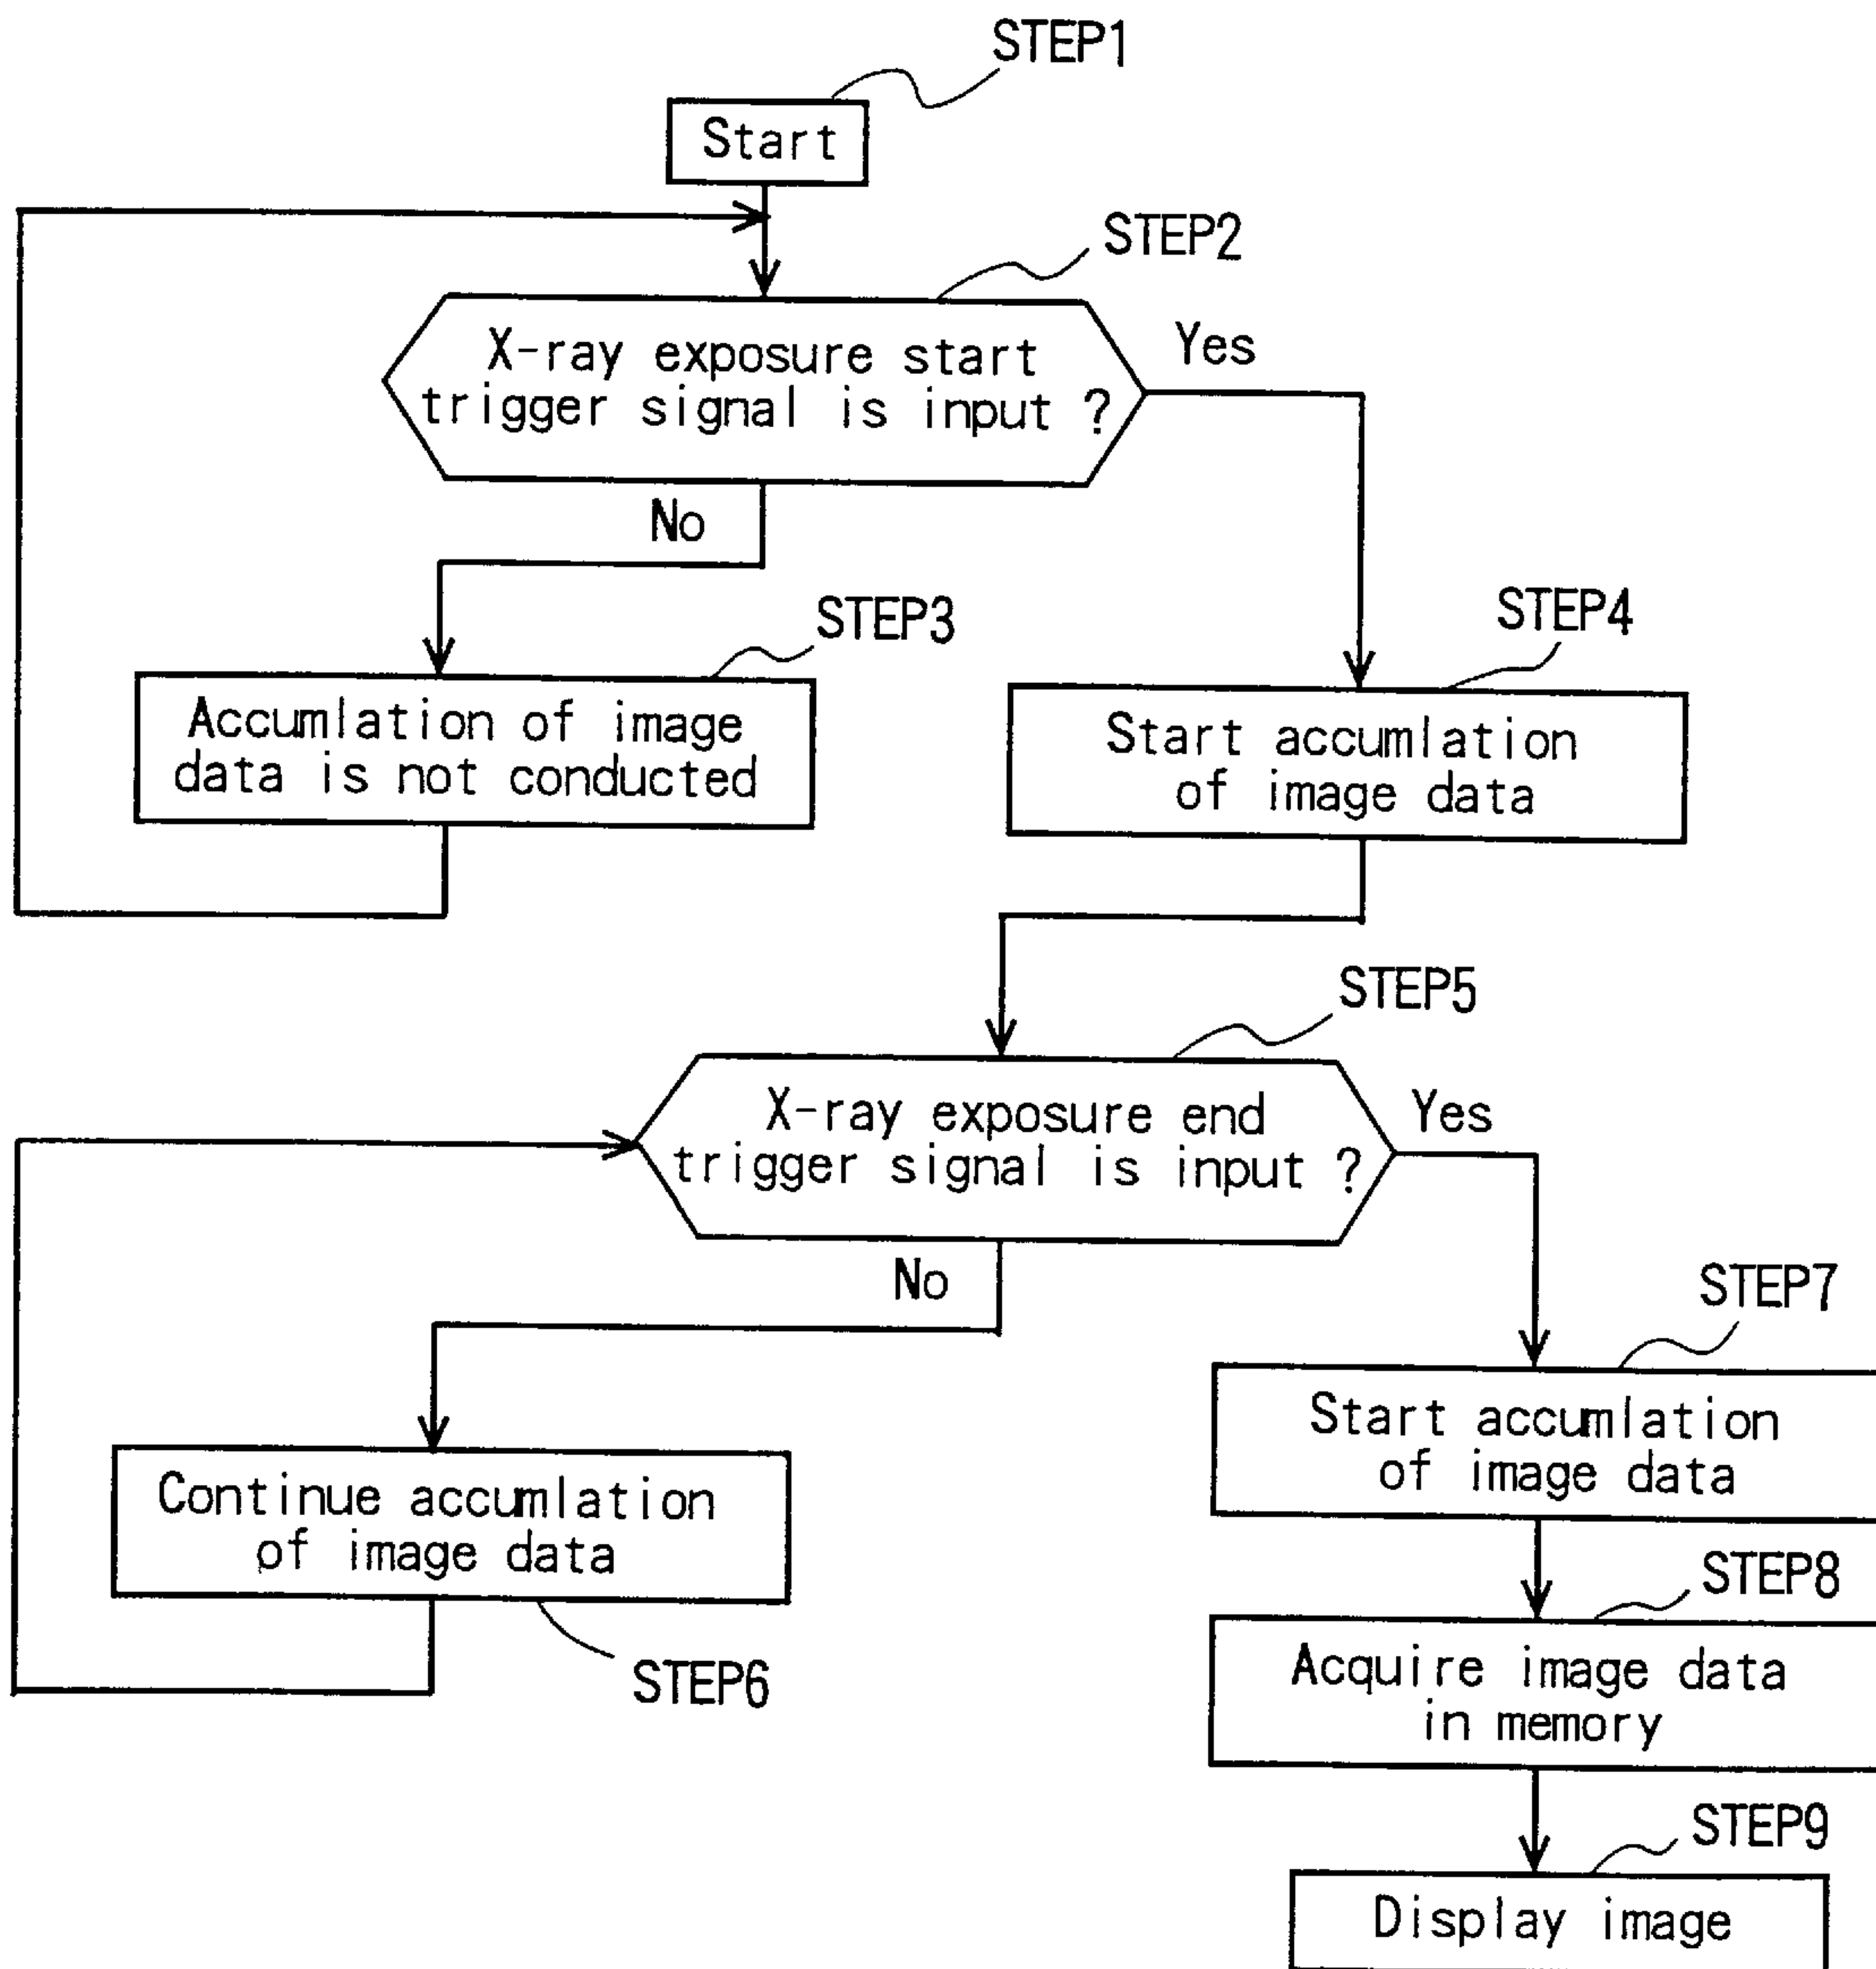 STEP1
Start
STEP2
X-ray exposure start
trigger signal is input ?
Yes
No
STEP3
Accumlation of image
data is not conducted
STEP4
Start accumlation
of image data
STEP5
X-ray exposure end
trigger signal is input ?
Yes
No
Continue accumlation
of image data
STEP6
STEP7
Start accumlation
of image data
STEP8
Acquire image data
in memory
STEP9
Display image